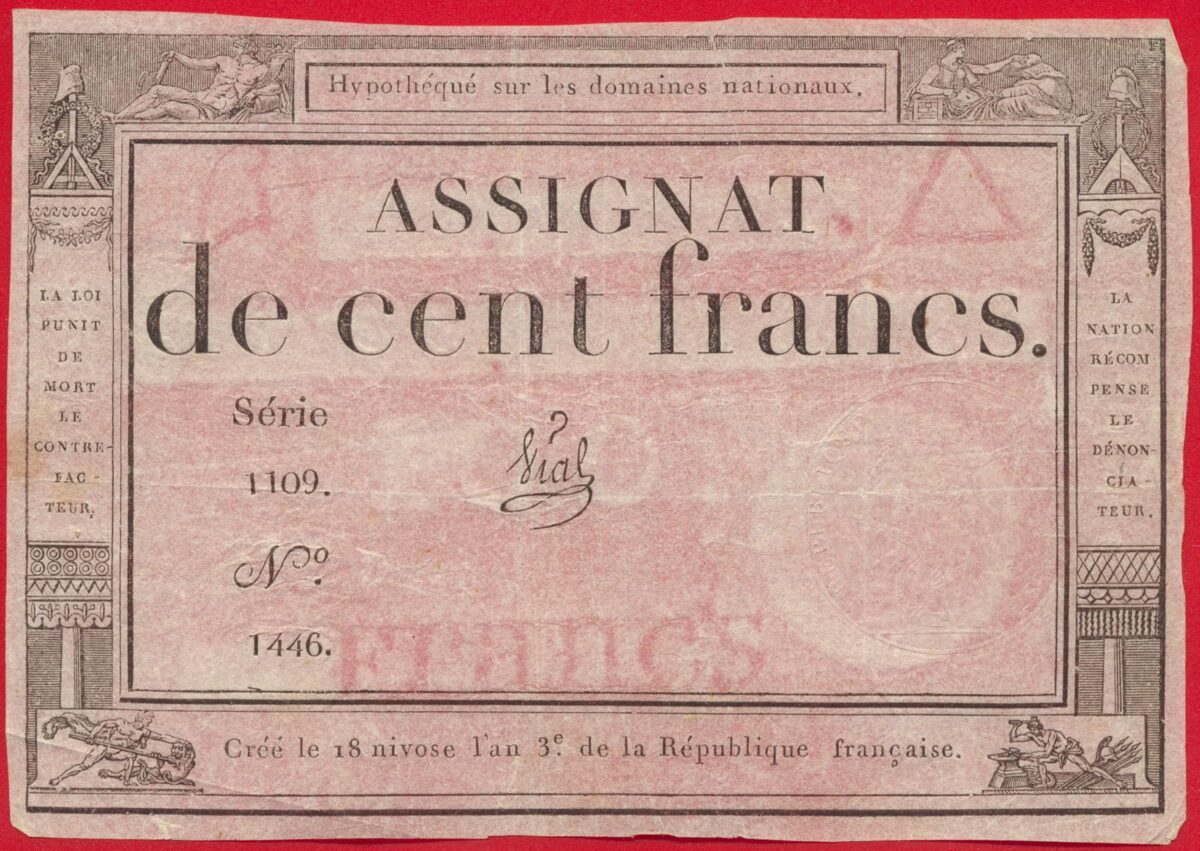 Hypothéqué sur les domaines nationaux.
ASSIGNAT
de cent francs.
LA LOI
PUNIT
DE
MORT
LE
CONTRE-
FAC-
TEUR.
Série
1109.
Nº.
1446.
Vial
LA
NATION
RÉCOM
PENSE
LE
DÉNON-
CIA-
TEUR.
Créé le 18 nivose l'an 3e. de la République française.